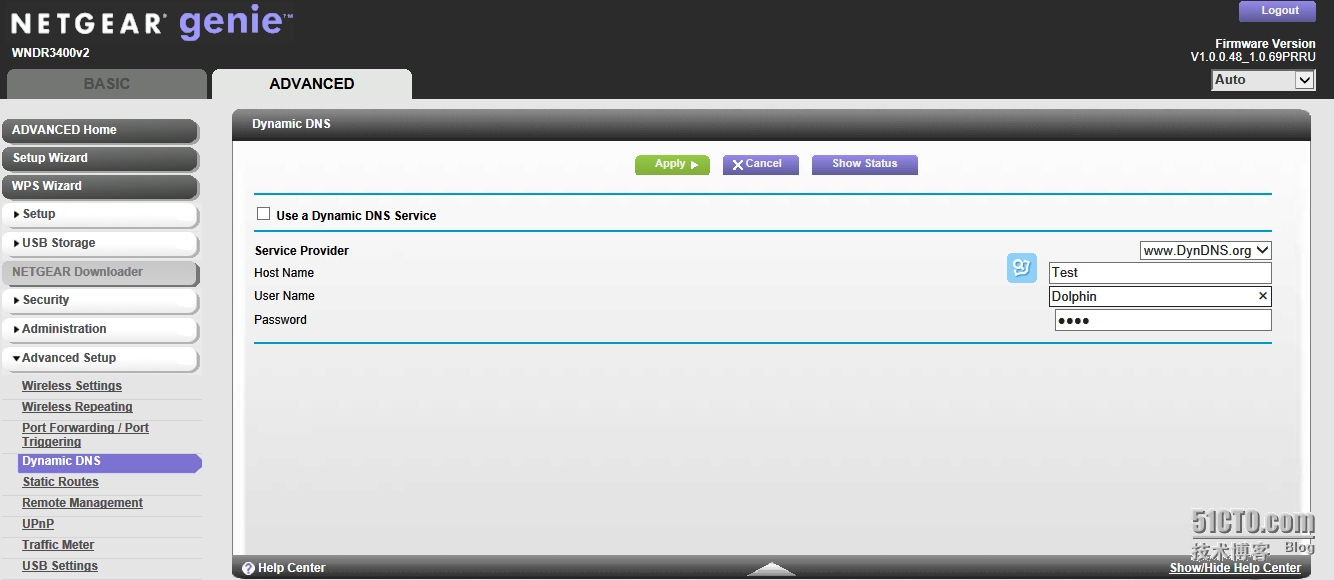 NETGEAR® genie™
Logout
WNDR3400v2
Firmware Version
V1.0.0.48_1.0.69PRRU
Auto
BASIC
ADVANCED
ADVANCED Home
Setup Wizard
WPS Wizard
Setup
USB Storage
NETGEAR Downloader
Security
Administration
Advanced Setup
Wireless Settings
Wireless Repeating
Port Forwarding / Port
Triggering
Dynamic DNS
Static Routes
Remote Management
UPnP
Traffic Meter
USB Settings
Dynamic DNS
Apply
Cancel
Show Status
Use a Dynamic DNS Service
Service Provider
www.DynDNS.org
Host Name
Test
User Name
Dolphin
Password
●●●●
51CTO.com
技术博客 Blog
Help Center
Show/Hide Help Center